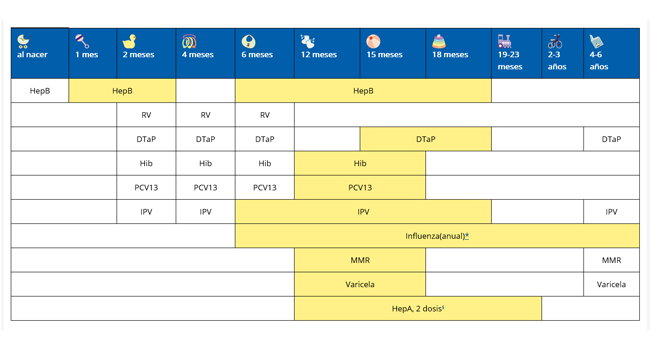 al nacer 1 mes 2 meses 4 meses 6 meses 12 meses 15 meses 18 meses 19-23 meses 2-3 años 4-6 años
HepB HepB HepB
RV RV RV
DTaP DTaP DTaP DTaP DTaP
Hib Hib Hib Hib
PCV13 PCV13 PCV13 PCV13
IPV IPV IPV IPV
Influenza(anual)*
MMR MMR
Varicela Varicela
HepA, 2 dosis§